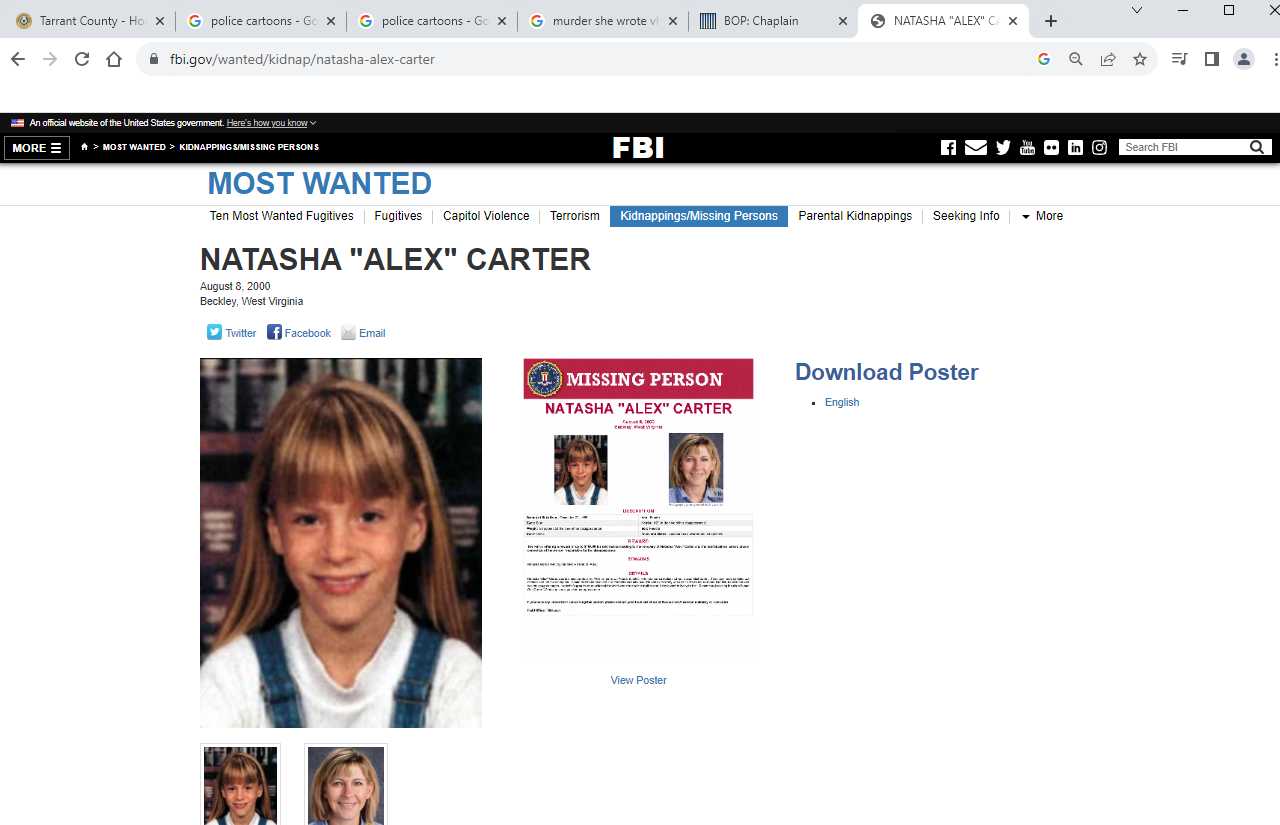 Tarrant County - Ho
police cartoons - Go
police cartoons - Go
murder she wrote v
BOP: Chaplain
NATASHA "ALEX" CA
fbi.gov/wanted/kidnap/natasha-alex-carter
An official website of the United States government. Here's how you know
MORE
> MOST WANTED > KIDNAPPINGS/MISSING PERSONS
FBI
You Tube
in
Search FBI
MOST WANTED
Ten Most Wanted Fugitives
Fugitives
Capitol Violence
Terrorism
Kidnappings/Missing Persons
Parental Kidnappings
Seeking Info
More
NATASHA "ALEX" CARTER
August 8, 2000
Beckley, West Virginia
Twitter
Facebook
Email
MISSING PERSON
NATASHA "ALEX" CARTER
August 8, 2000
Beckley, West Virginia
DESCRIPTION
REWARD
REMARKS
DETAILS
View Poster
Download Poster
English